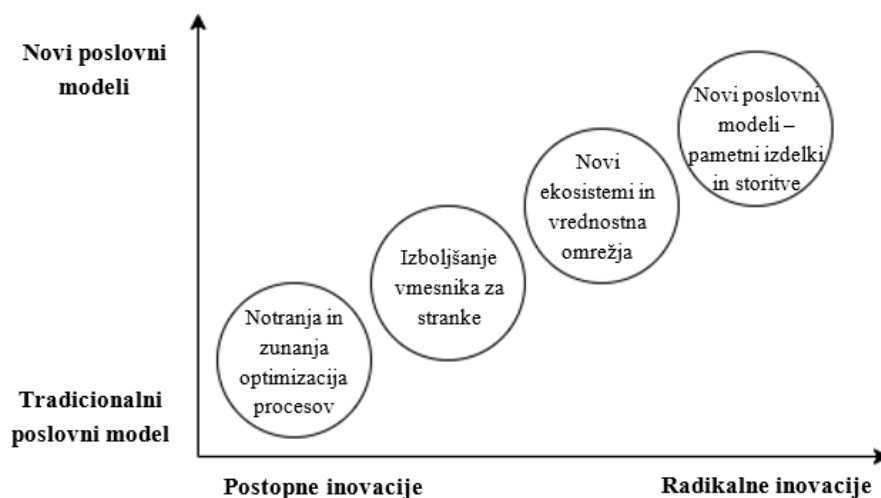 Novi poslovni
modeli
Novi poslovni
modeli –
pametni izdelki
in storitve
Novi
ekosistemi in
vrednostna
omrežja
Izboljšanje
vmesnika za
stranke
Notranja in
zunanja
optimizacija
procesov
Tradicionalni
poslovni model
Postopne inovacije
Radikalne inovacije